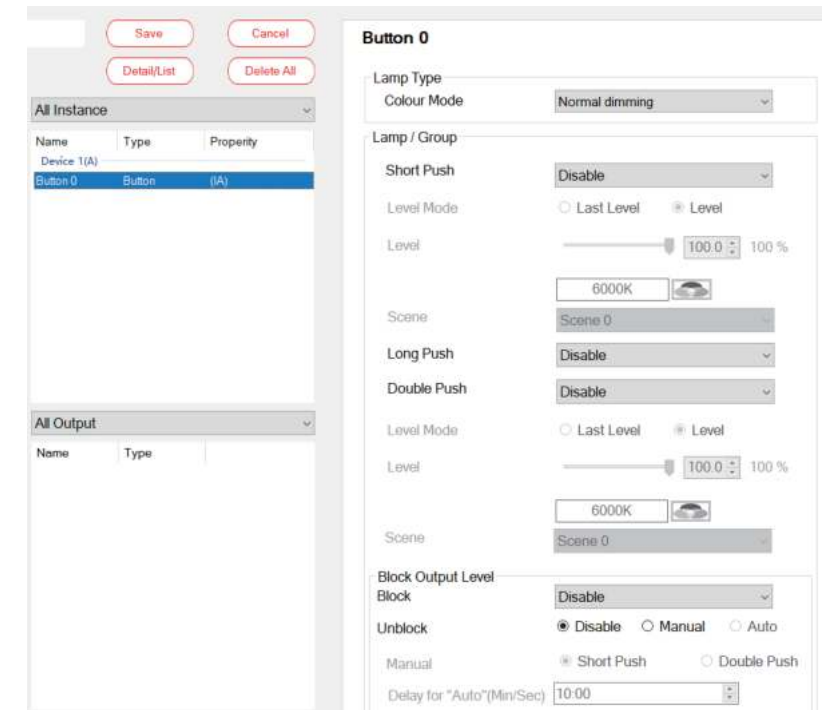 Save Cancel
Detail/List Delete All
All Instance
Name Type Properity
Device 1(A)
Button 0 Button (IA)
All Output
Name Type
Button 0
Lamp Type
Colour Mode Normal dimming
Lamp / Group
Short Push Disable
Level Mode Last Level Level
Level 100.0 100 %
6000K
Scene Scene 0
Long Push Disable
Double Push Disable
Level Mode Last Level Level
Level 100.0 100 %
6000K
Scene Scene 0
Block Output Level
Block Disable
Unblock Disable Manual Auto
Manual Short Push Double Push
Delay for "Auto"(Min/Sec) 10:00